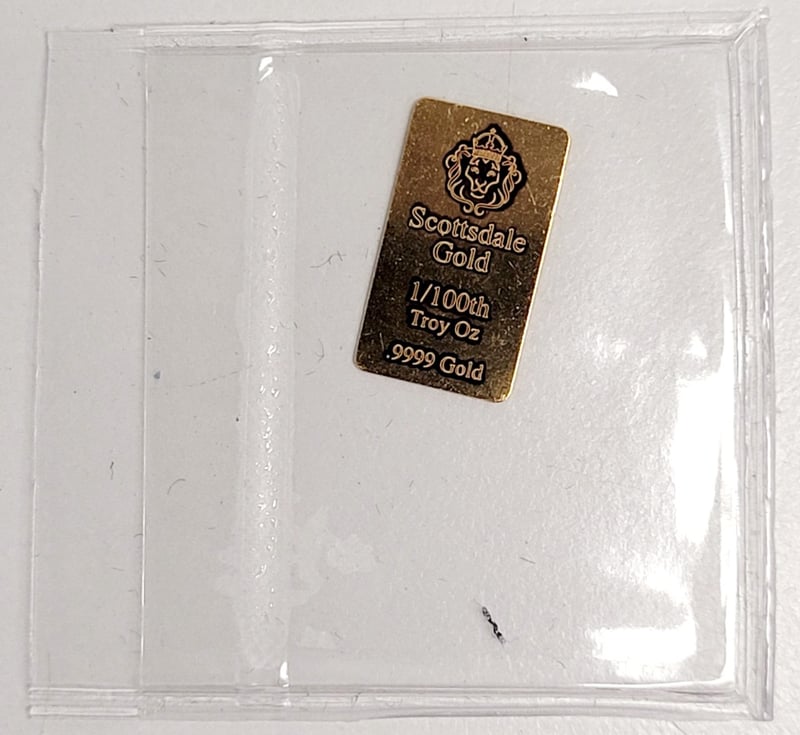 Scottsdale
Gold
1/100th
Troy Oz
.9999 Gold